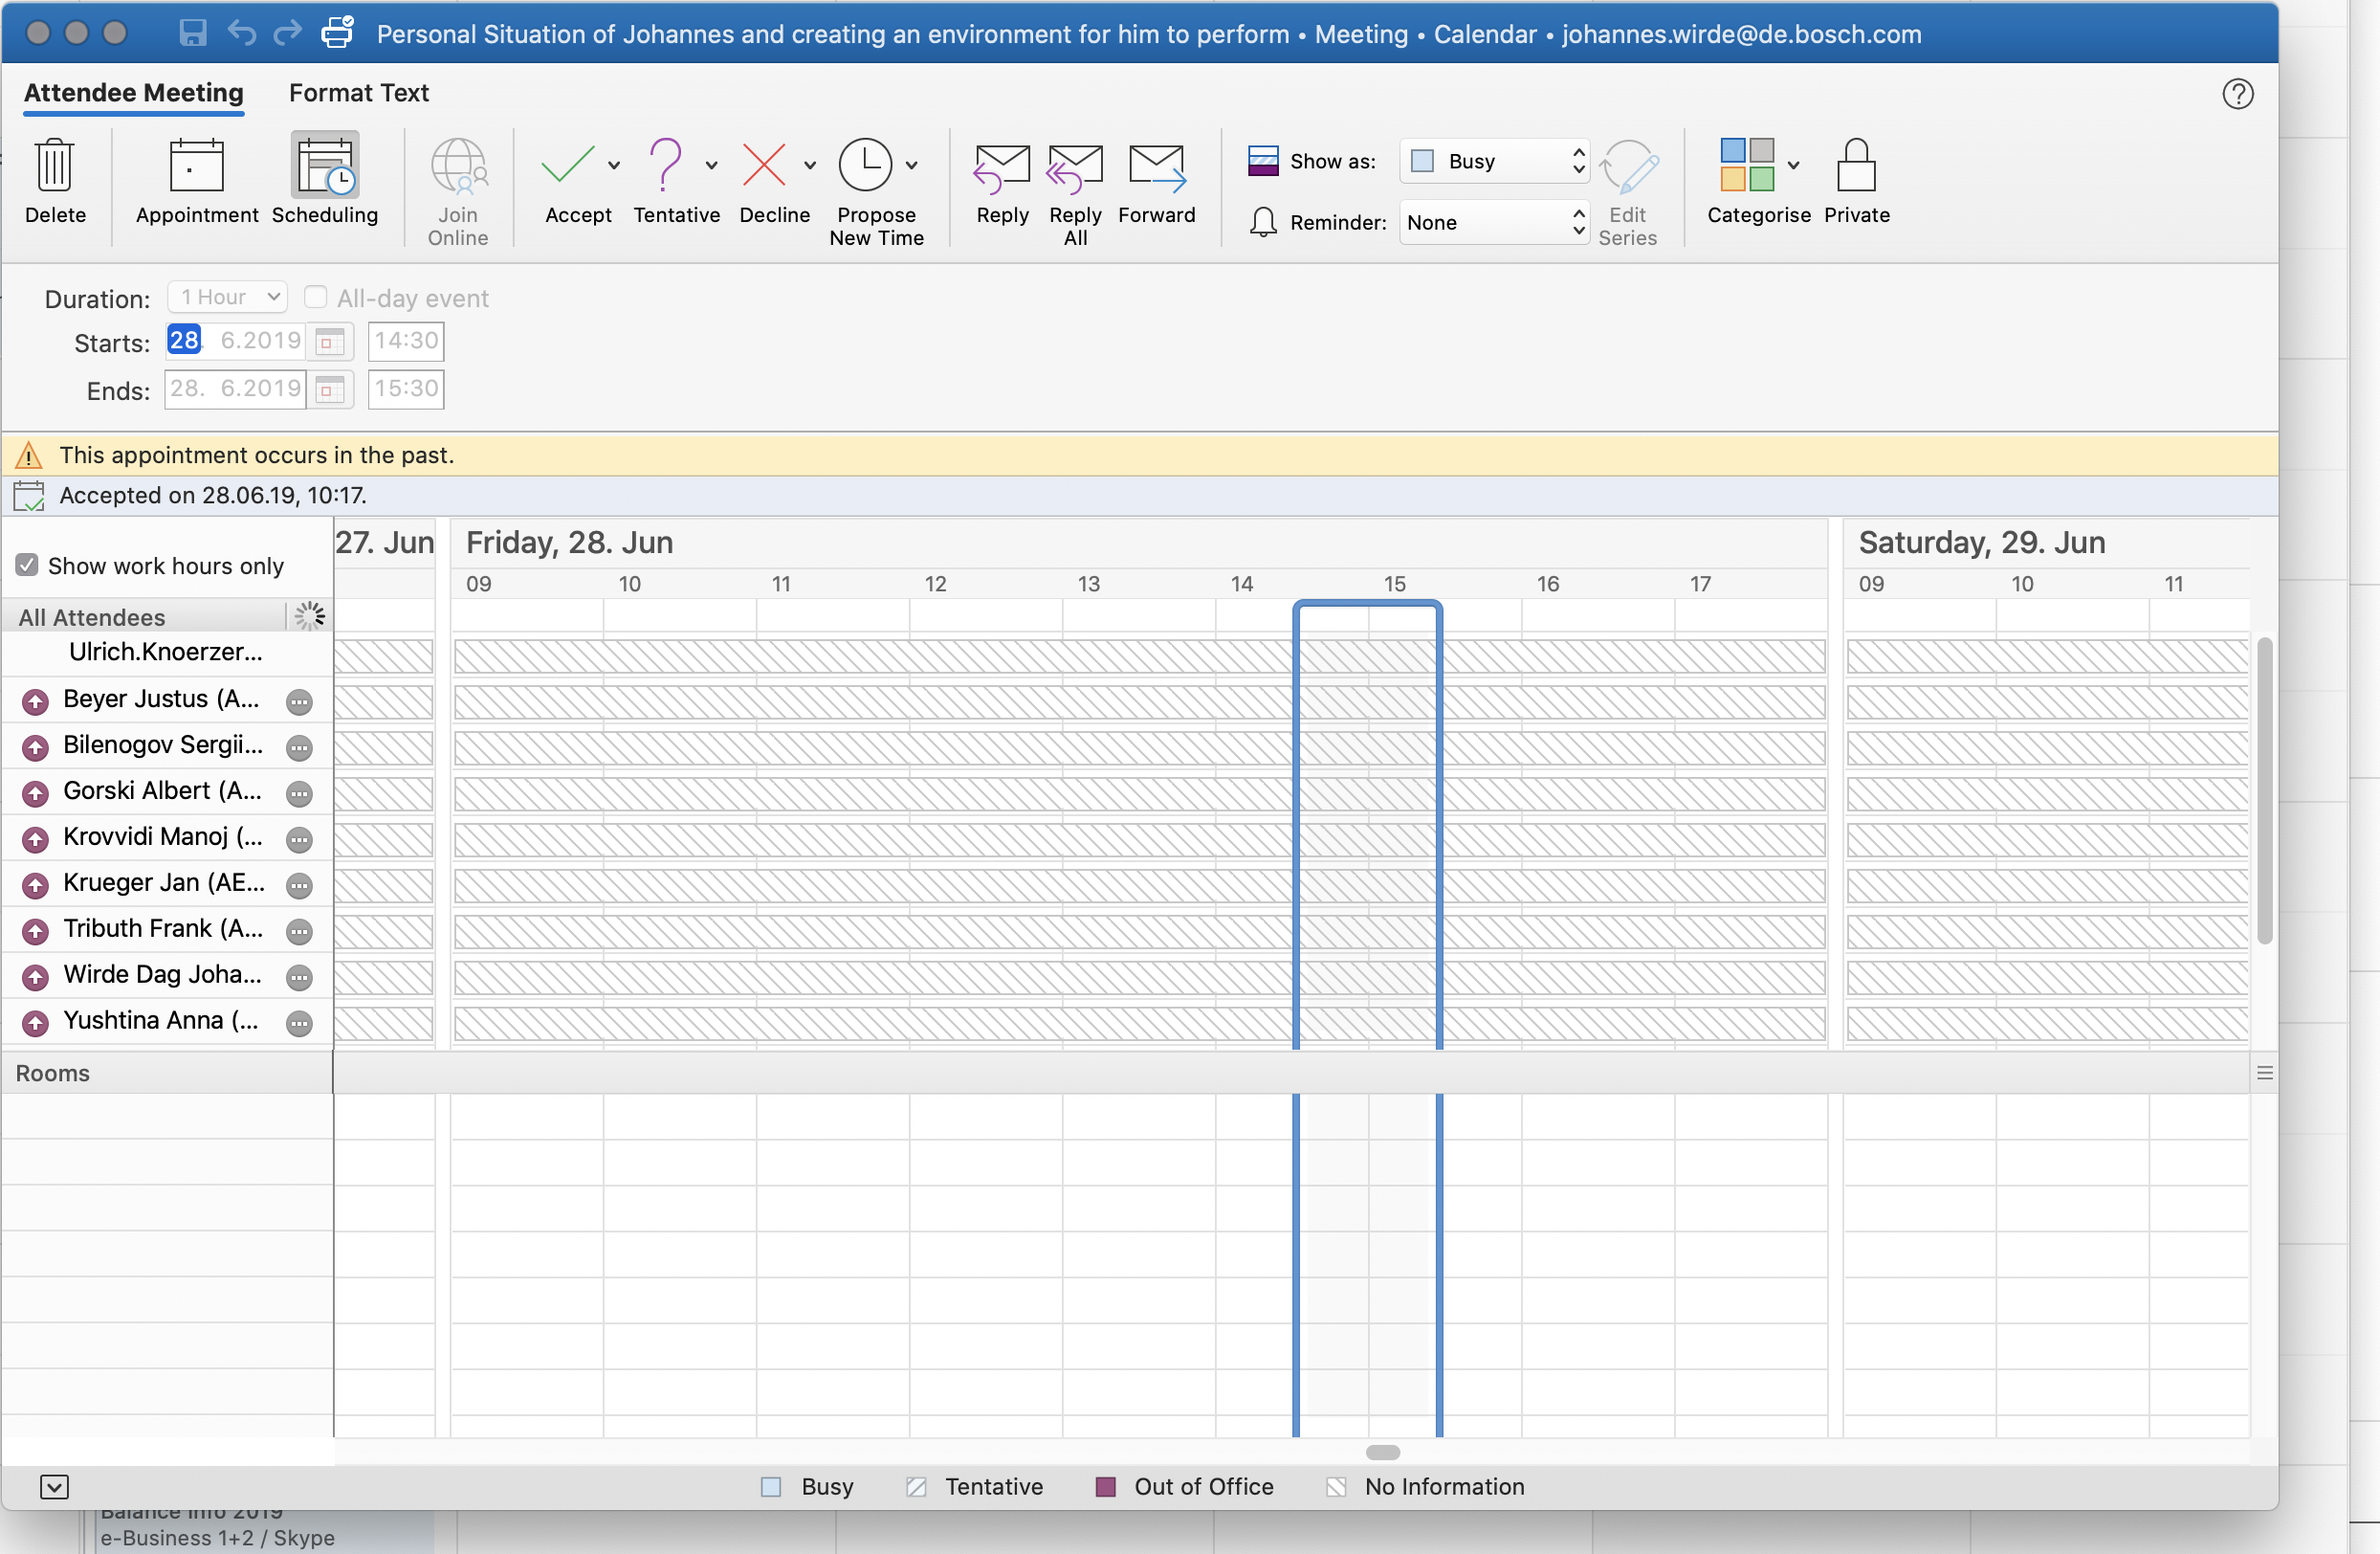 Personal Situation of Johannes and creating an environment for him to perform • Meeting • Calendar • johannes.wirde@de.bosch.com
Attendee Meeting Format Text
Delete
Appointment
Scheduling
Join Online
Accept
Tentative
Decline
Propose New Time
Reply
Reply All
Forward
Show as: Busy
Reminder: None
Edit Series
Categorise
Private
Duration: 1 Hour All-day event
Starts: 28. 6.2019 14:30
Ends: 28. 6.2019 15:30
This appointment occurs in the past.
Accepted on 28.06.19, 10:17.
27. Jun Friday, 28. Jun Saturday, 29. Jun
Show work hours only
09 10 11 12 13 14 15 16 17 09 10 11
All Attendees
Ulrich.Knoerzer...
Beyer Justus (A...
Bilenogov Sergii...
Gorski Albert (A...
Krovvidi Manoj (...
Krueger Jan (AE...
Tributh Frank (A...
Wirde Dag Joha...
Yushtina Anna (...
Rooms
Busy Tentative Out of Office No Information
Balance Info 2019
e-Business 1+2 / Skype